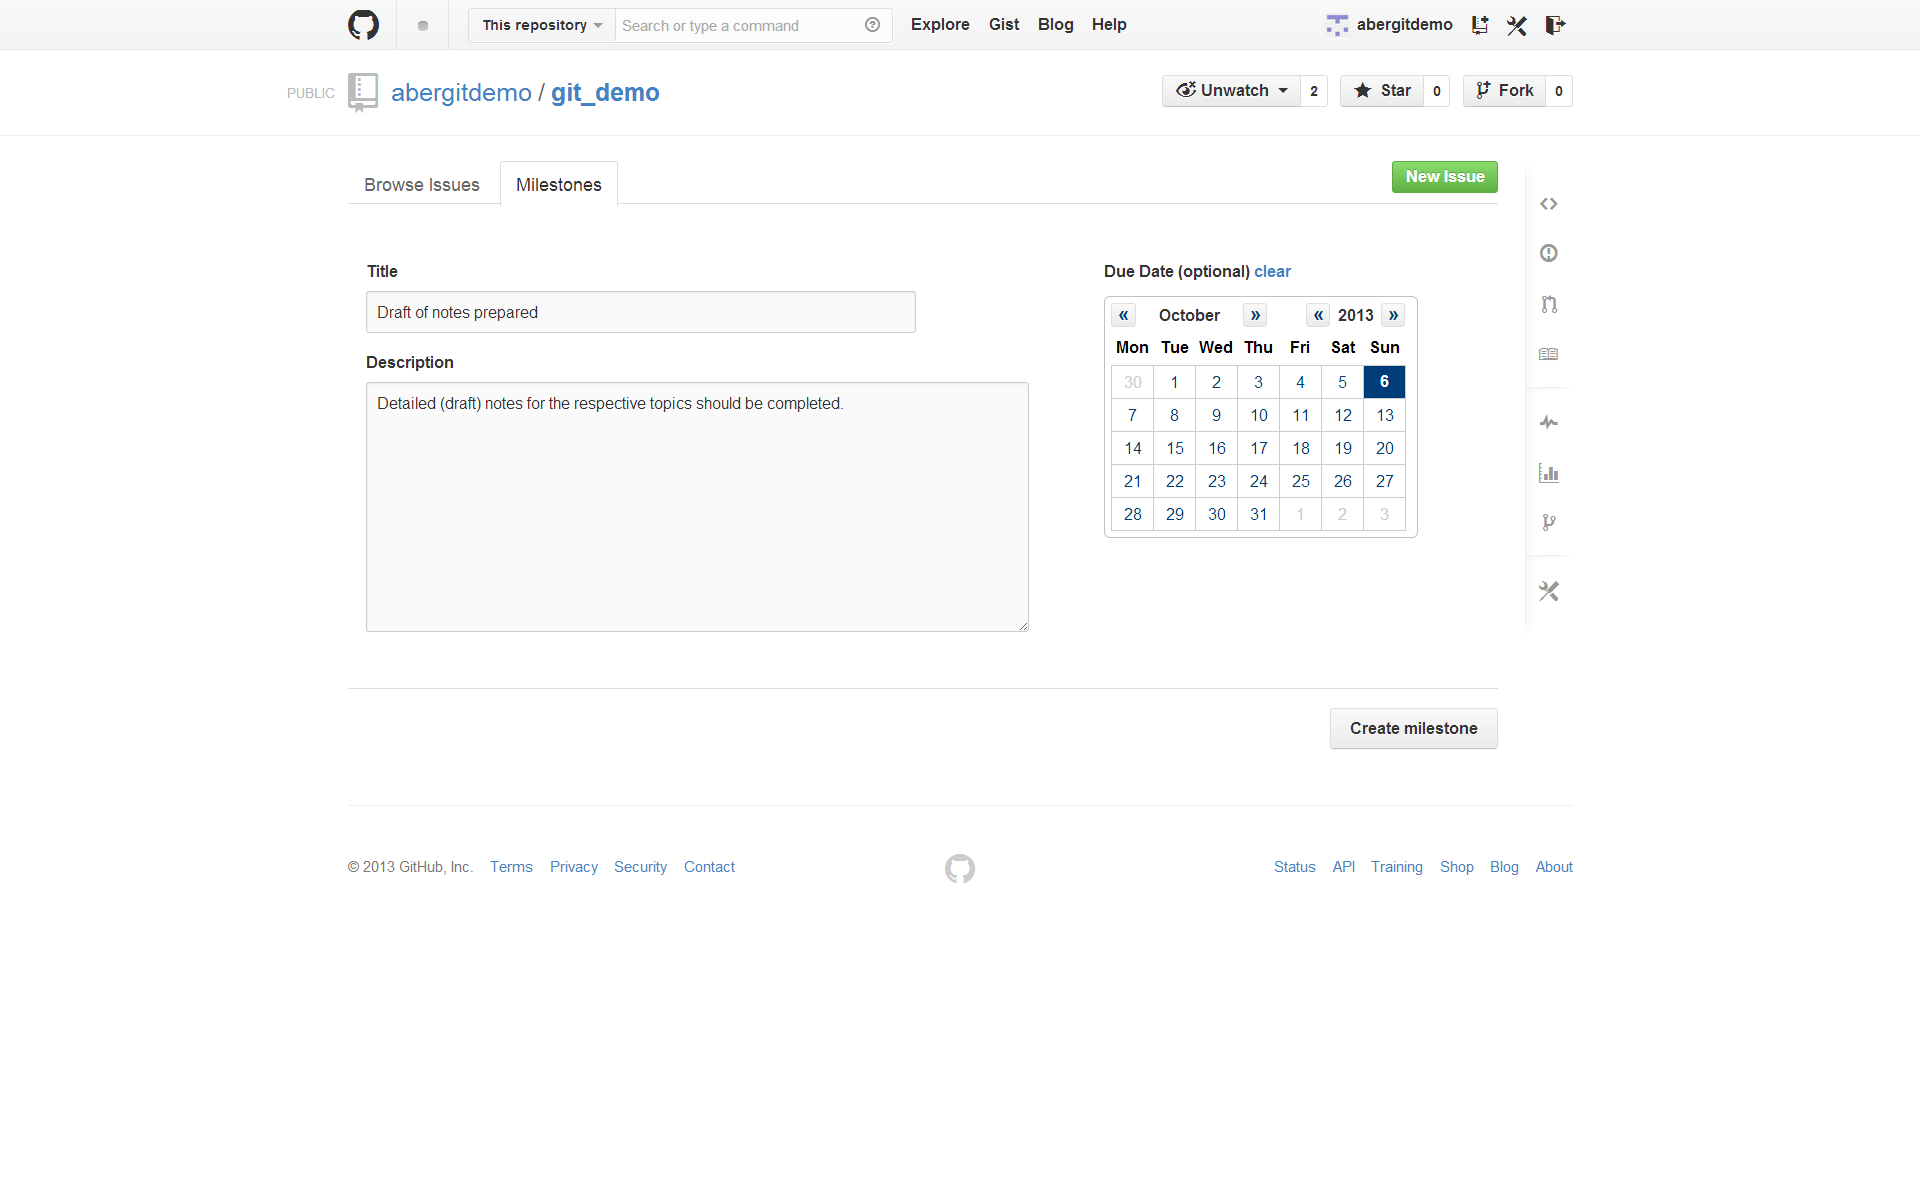 This repository Search or type a command Explore Gist Blog Help abergitdemo
PUBLIC abergitdemo / git_demo Unwatch 2 Star 0 Fork 0
Browse Issues Milestones New Issue
Title
Draft of notes prepared
Description
Detailed (draft) notes for the respective topics should be completed.
Due Date (optional) clear
« October » « 2013 »
Mon Tue Wed Thu Fri Sat Sun
30 1 2 3 4 5 6
7 8 9 10 11 12 13
14 15 16 17 18 19 20
21 22 23 24 25 26 27
28 29 30 31 1 2 3
Create milestone
© 2013 GitHub, Inc. Terms Privacy Security Contact Status API Training Shop Blog About